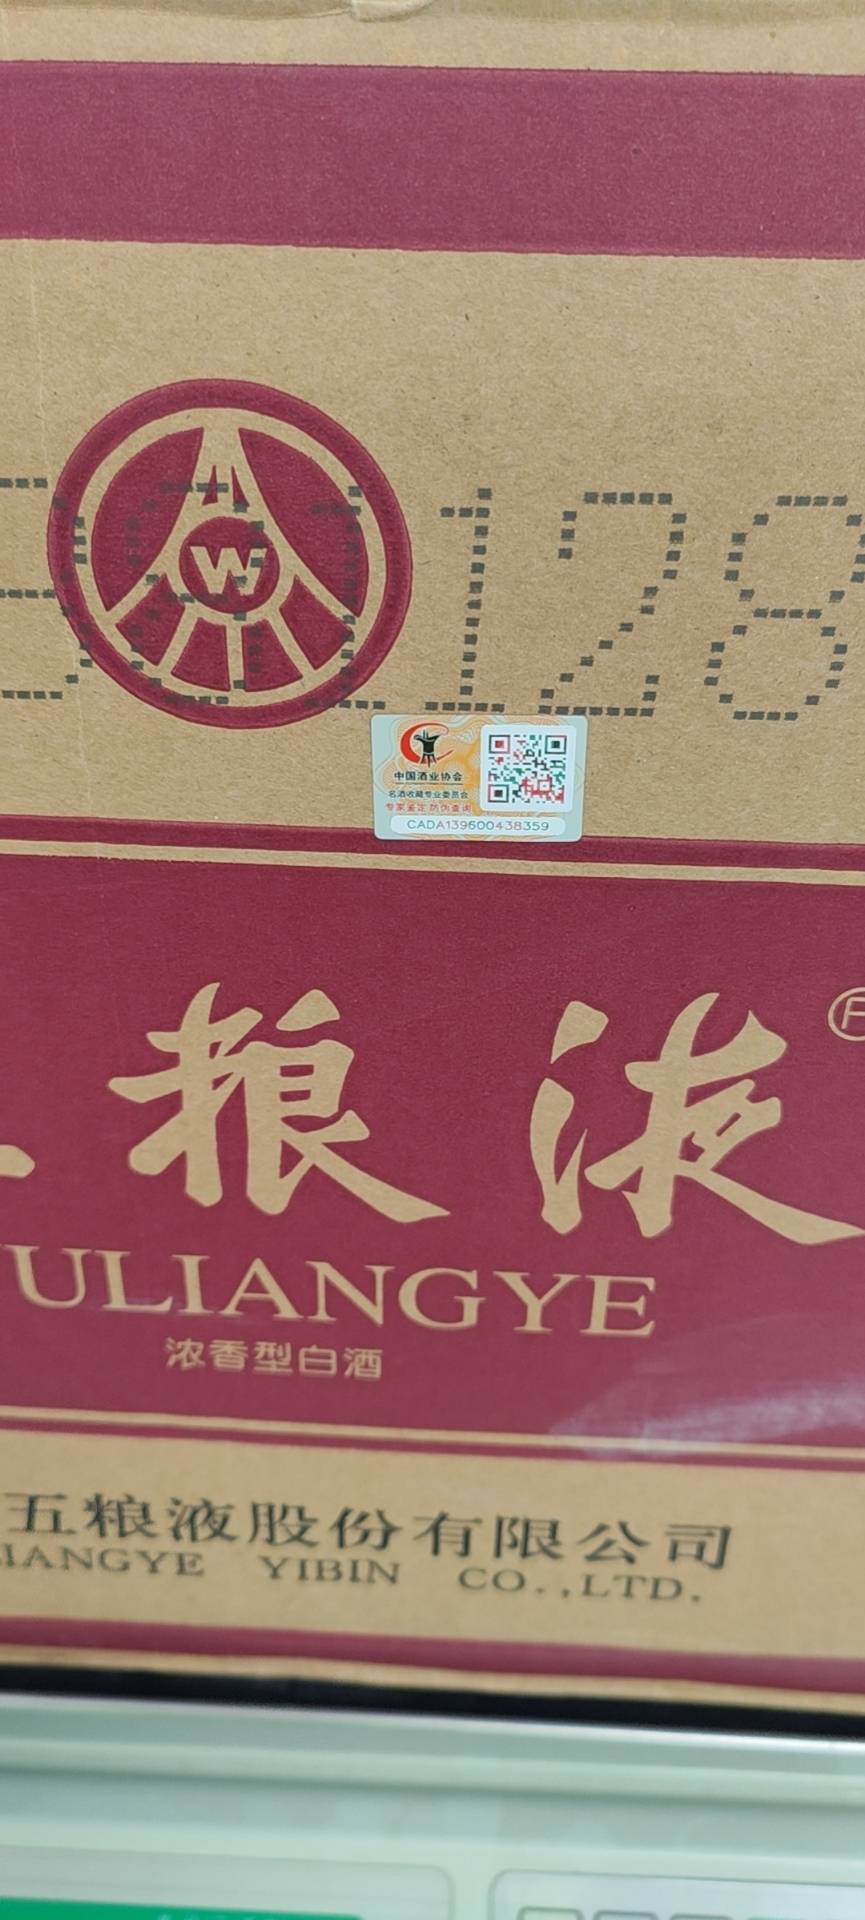 W
128
中国酒业协会
名酒收藏专业委员会
专家鉴定 防伪查询
CADA139600438359
粮液®
ULIANGYE
浓香型白酒
五粮液股份有限公司
LIANGYE YIBIN CO.,LTD.